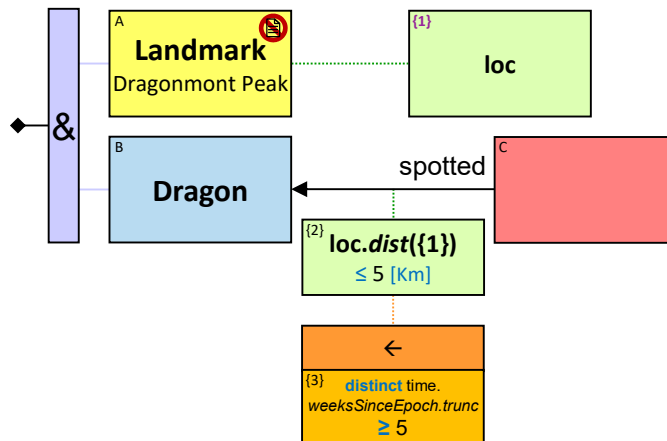 A
Landmark
Dragonmont Peak
{1}
loc
&
B
Dragon
spotted
C
{2}
loc.dist({1})
≤ 5 [Km]
←
{3}
distinct time.
weeksSinceEpoch.trunc
≥ 5